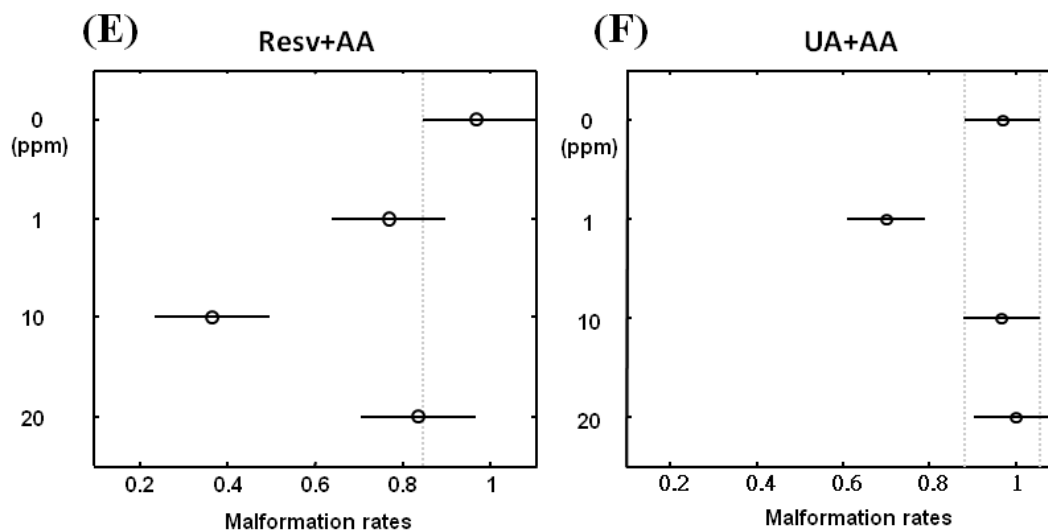 (E)
Resv+AA
0
(ppm)
1
10
20
0.2 0.4 0.6 0.8 1
Malformation rates
(F)
UA+AA
0
(ppm)
1
10
20
0.2 0.4 0.6 0.8 1
Malformation rates